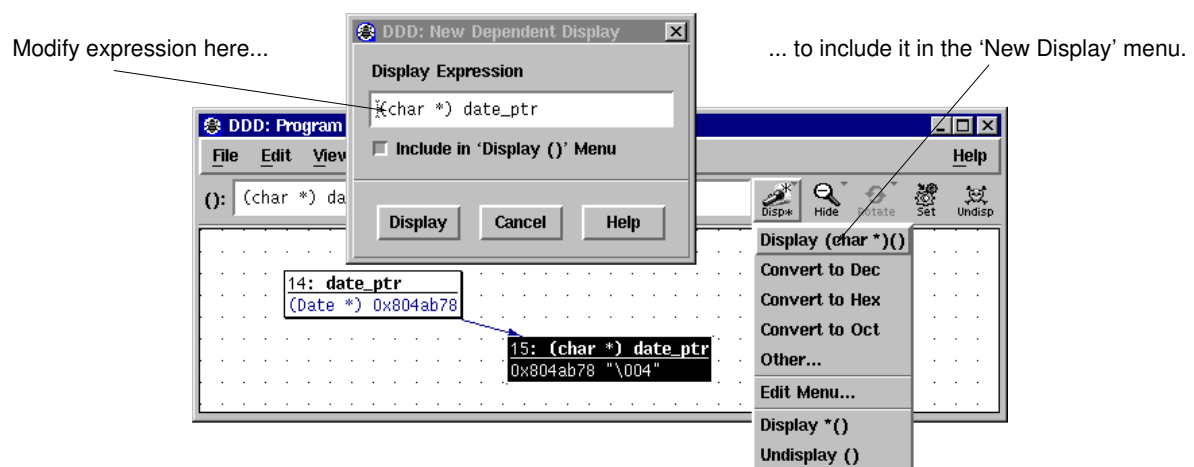 Modify expression here...
... to include it in the ‘New Display’ menu.
DDD: New Dependent Display
Display Expression
(char *) date_ptr
Include in ‘Display ()’ Menu
Display Cancel Help
DDD: Program
File Edit View Help
(): (char *) da
Disp* Hide Rotate Set Undisp
14: date_ptr
(Date *) 0x804ab78
15: (char *) date_ptr
0x804ab78 "\004"
Display (char *)()
Convert to Dec
Convert to Hex
Convert to Oct
Other...
Edit Menu...
Display *()
Undisplay ()